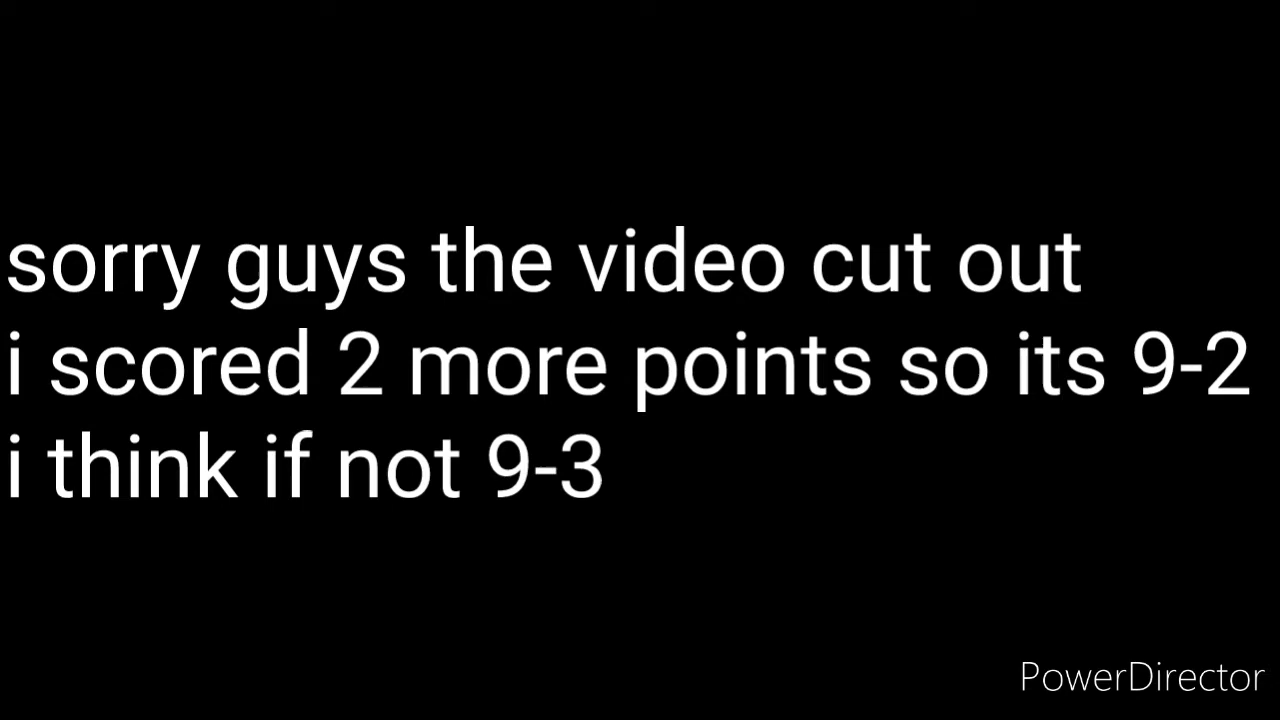 sorry guys the video cut out
i scored 2 more points so its 9-2
i think if not 9-3
PowerDirector